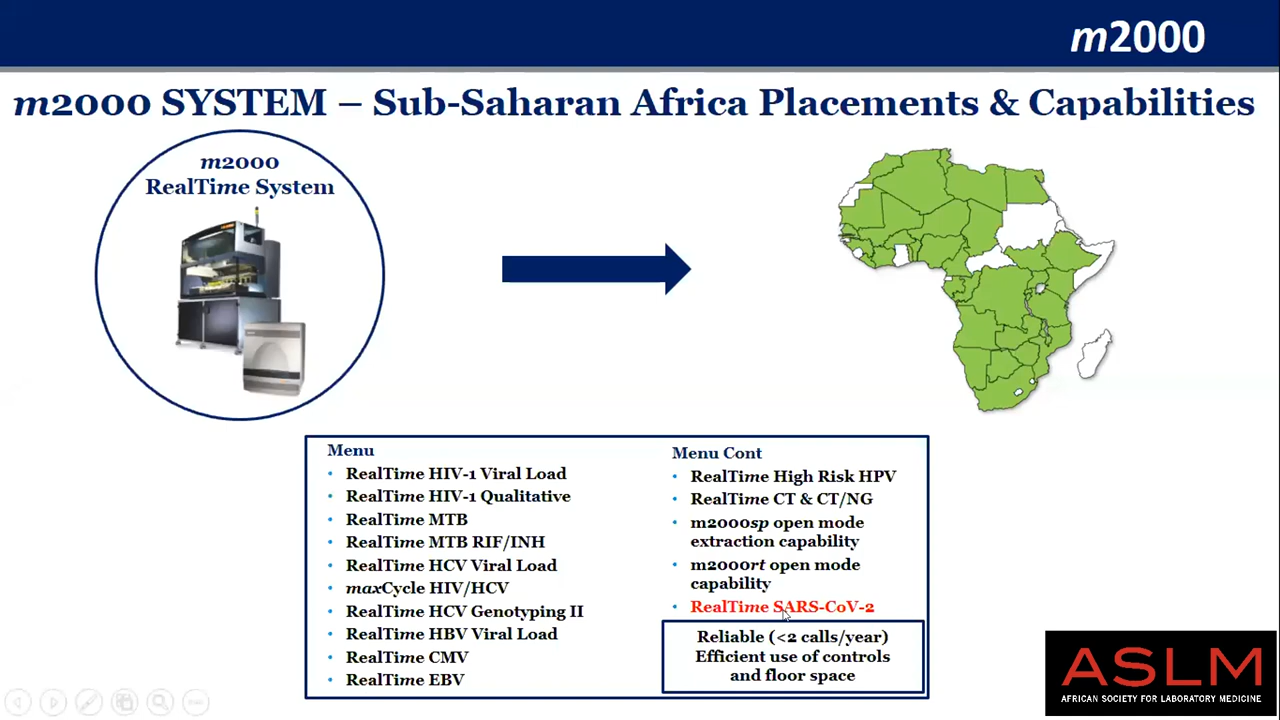 m2000
m2000 SYSTEM – Sub-Saharan Africa Placements & Capabilities
m2000
RealTime System
Menu
• RealTime HIV-1 Viral Load
• RealTime HIV-1 Qualitative
• RealTime MTB
• RealTime MTB RIF/INH
• RealTime HCV Viral Load
• maxCycle HIV/HCV
• RealTime HCV Genotyping II
• RealTime HBV Viral Load
• RealTime CMV
• RealTime EBV
Menu Cont
• RealTime High Risk HPV
• RealTime CT & CT/NG
• m2000sp open mode
extraction capability
• m2000rt open mode
capability
• RealTime SARS-CoV-2
Reliable (<2 calls/year)
Efficient use of controls
and floor space
ASLM
AFRICAN SOCIETY FOR LABORATORY MEDICINE